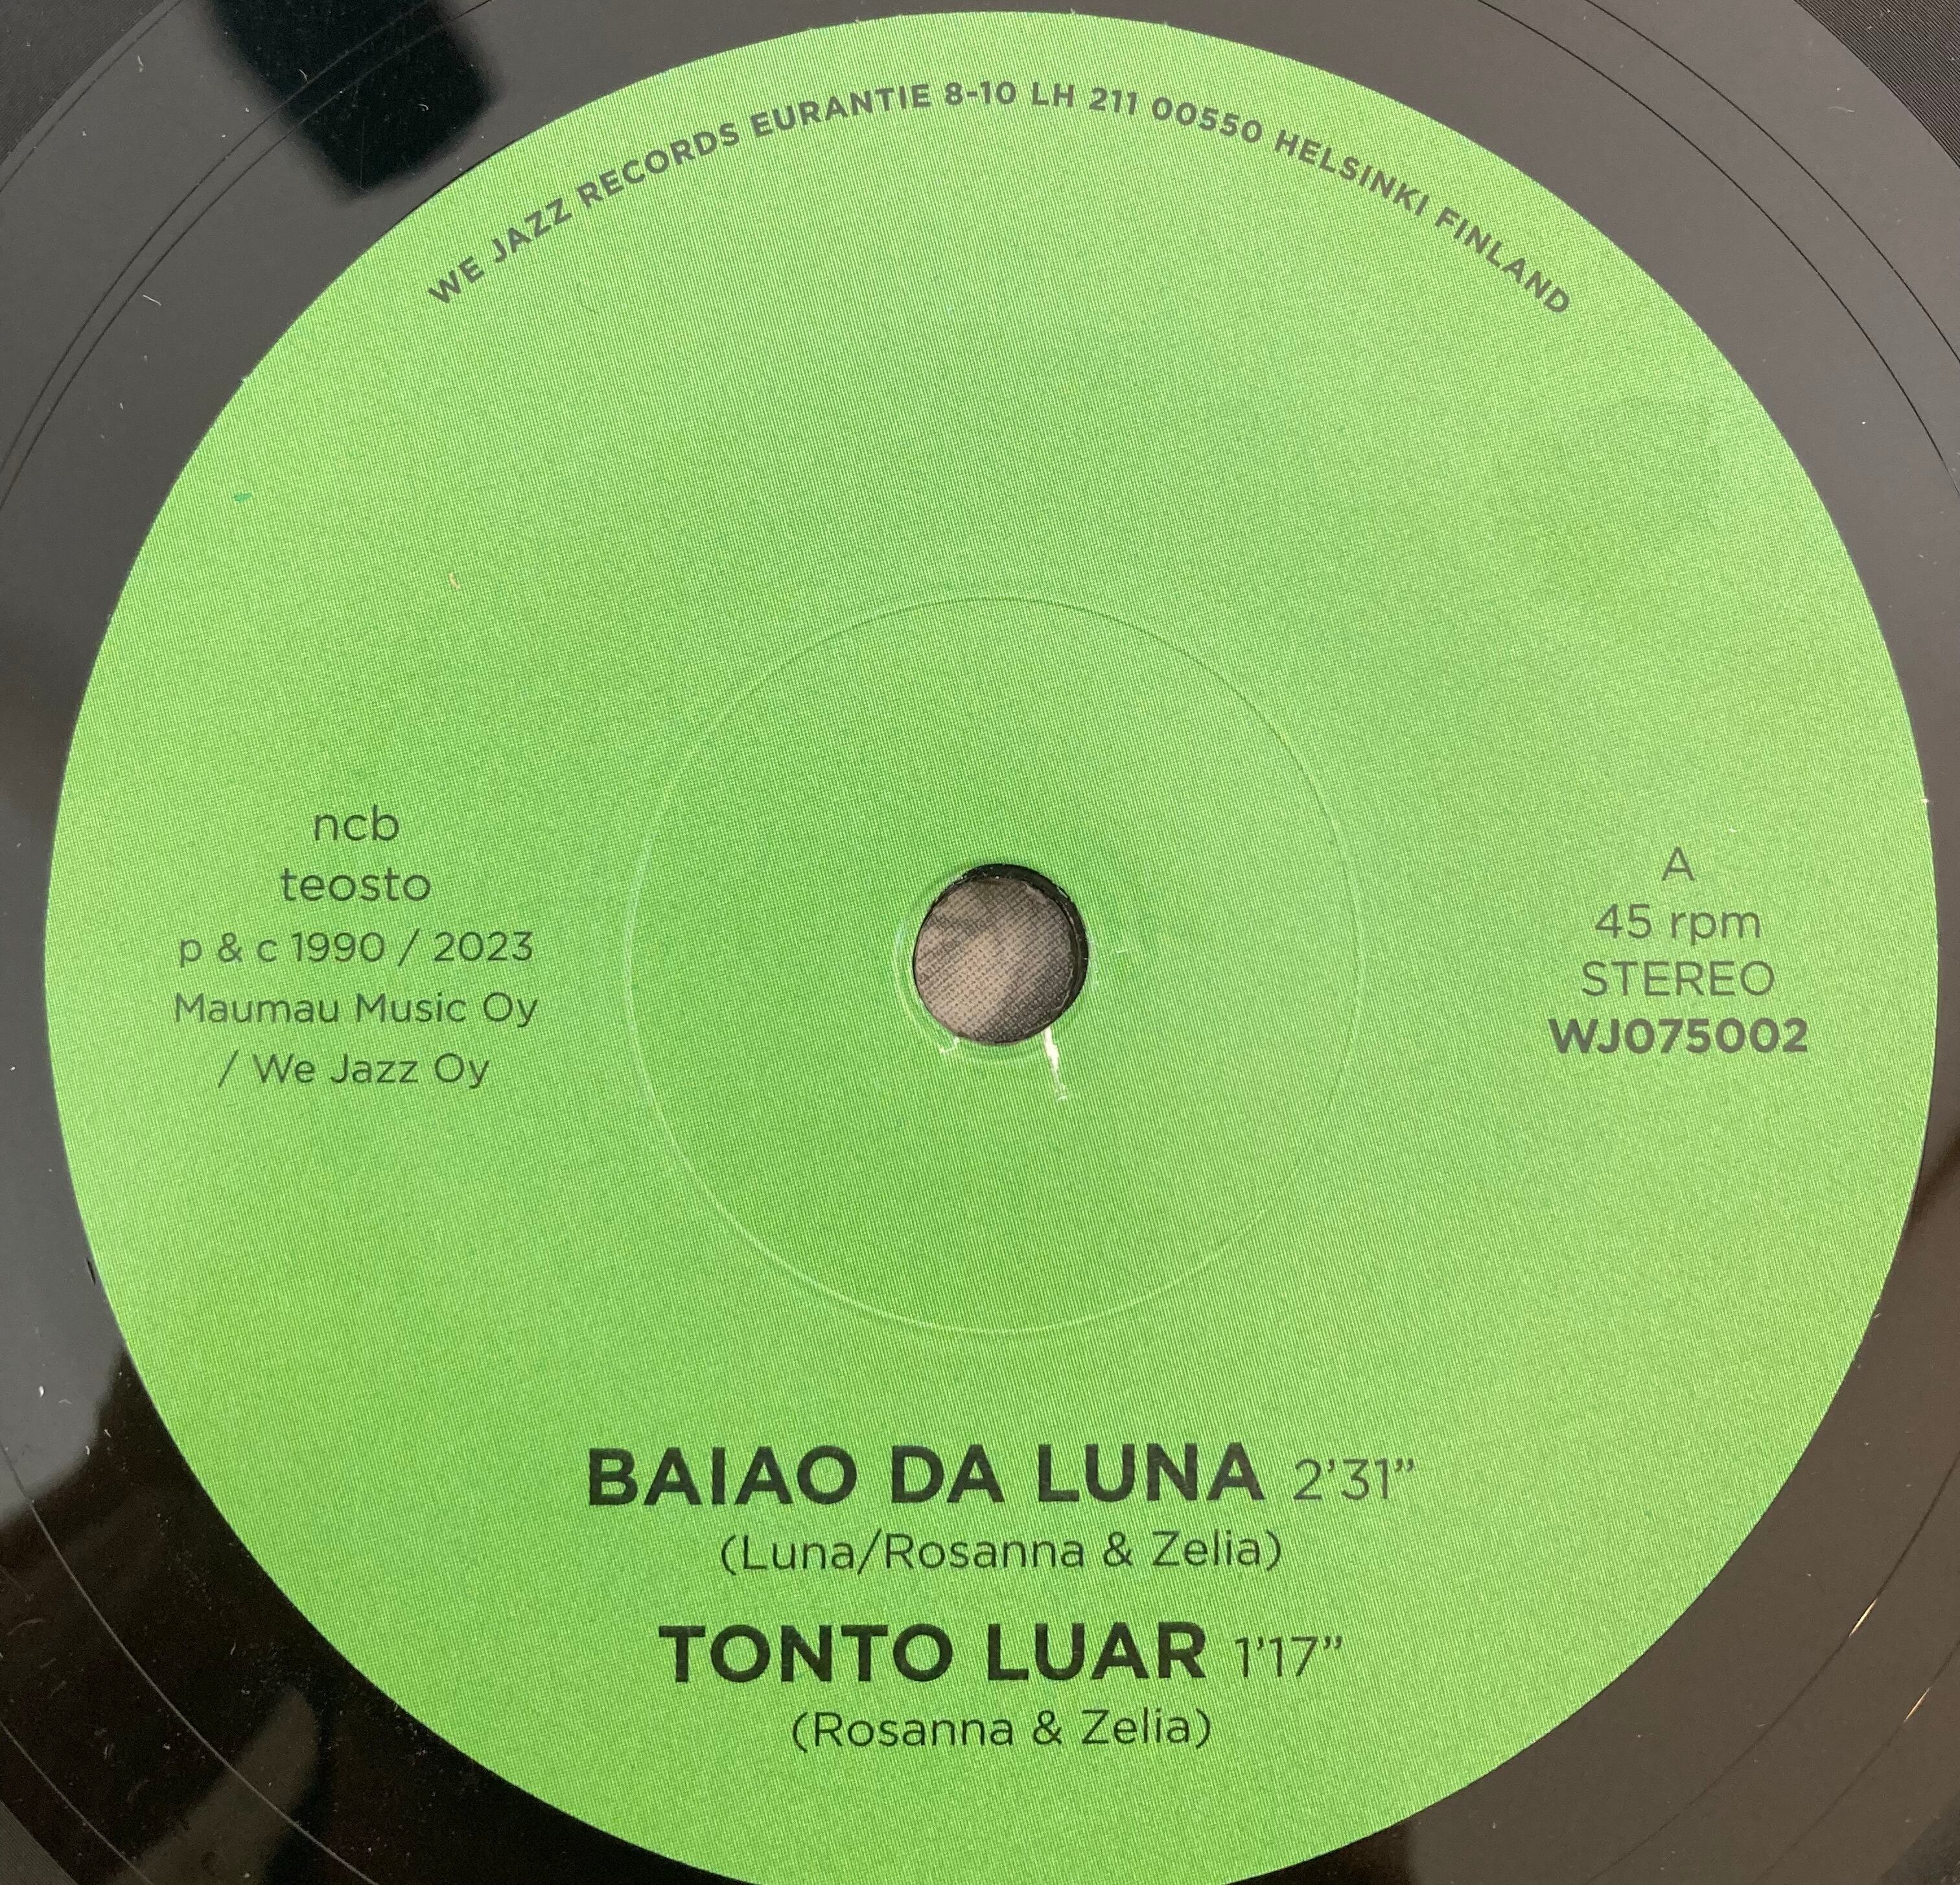 WE JAZZ RECORDS EURANTIE 8-10 LH 211 00550 HELSINKI FINLAND
ncb
teosto
p & c 1990 / 2023
Maumau Music Oy
/ We Jazz Oy
A
45 rpm
STEREO
WJ075002
BAIAO DA LUNA 2’31”
(Luna/Rosanna & Zelia)
TONTO LUAR 1’17”
(Rosanna & Zelia)